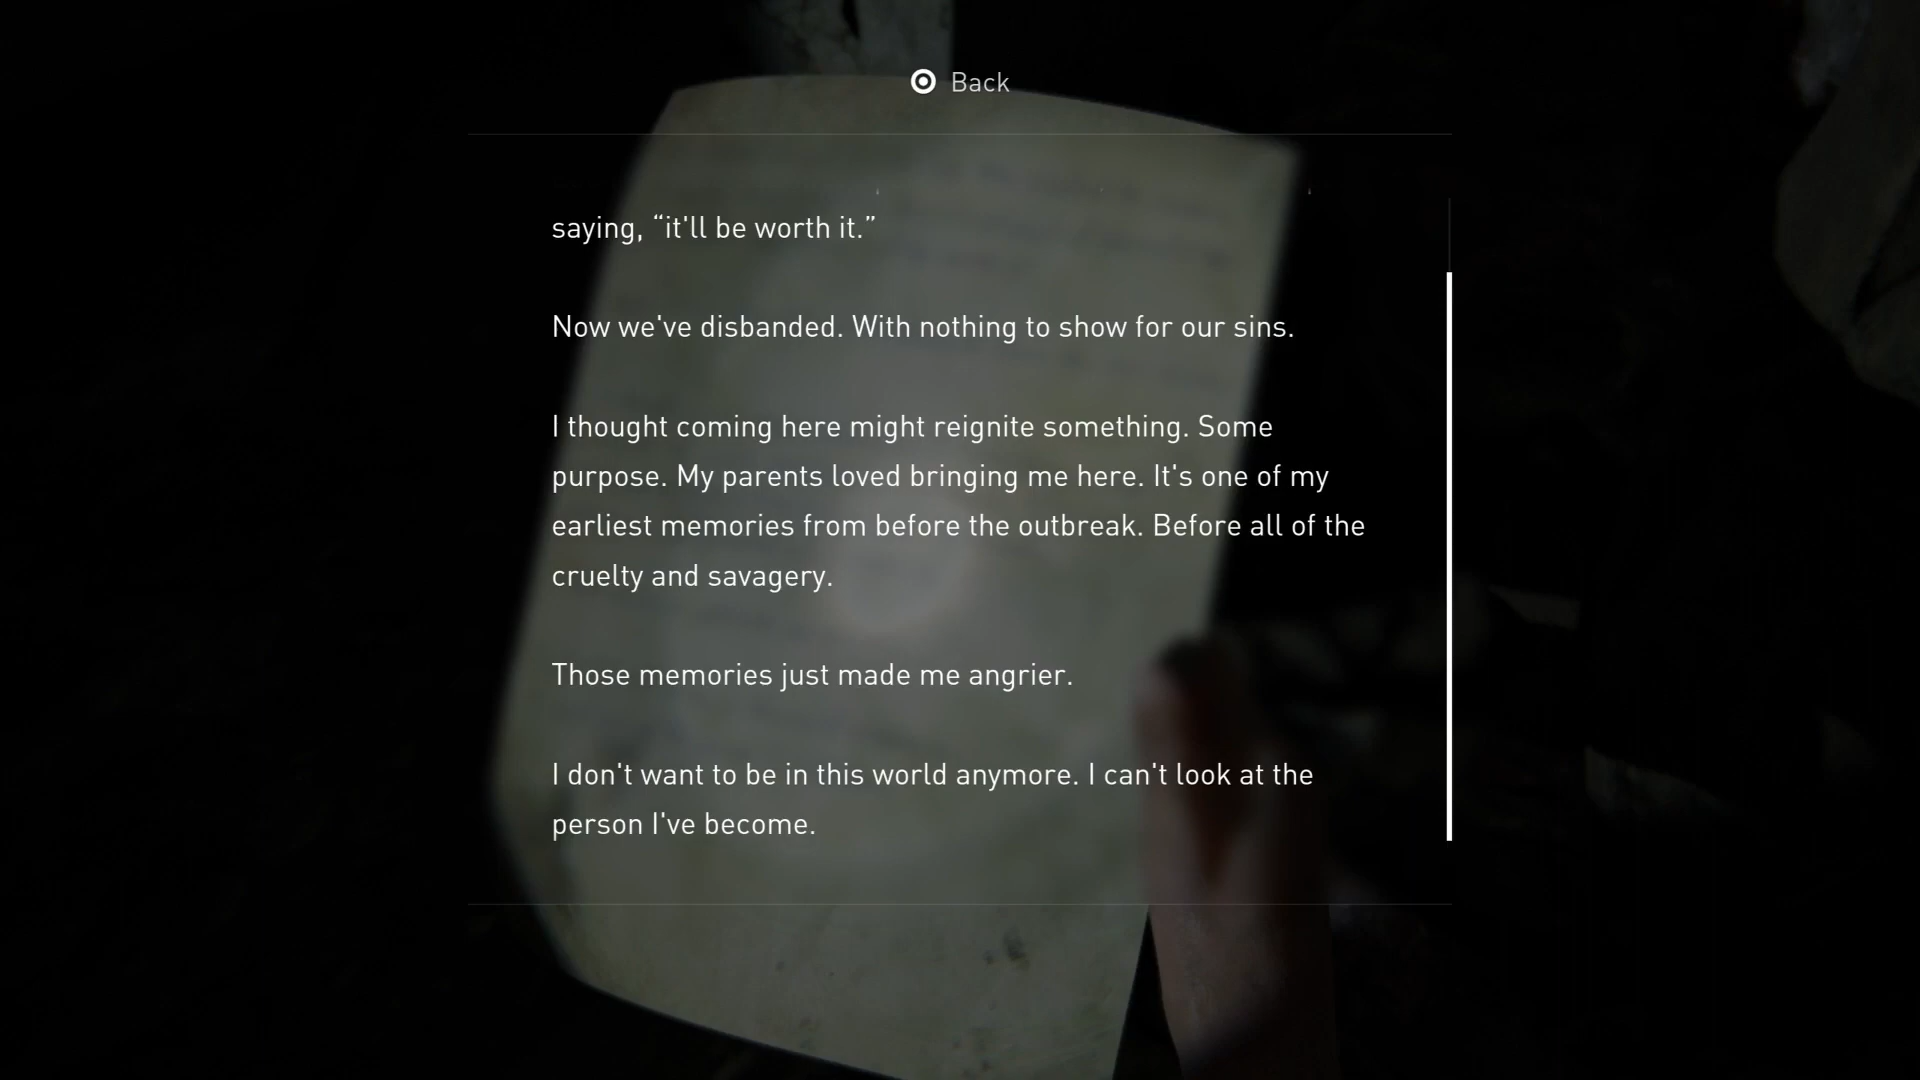 Back
saying, “it'll be worth it.”
Now we've disbanded. With nothing to show for our sins.
I thought coming here might reignite something. Some
purpose. My parents loved bringing me here. It's one of my
earliest memories from before the outbreak. Before all of the
cruelty and savagery.
Those memories just made me angrier.
I don't want to be in this world anymore. I can't look at the
person I've become.